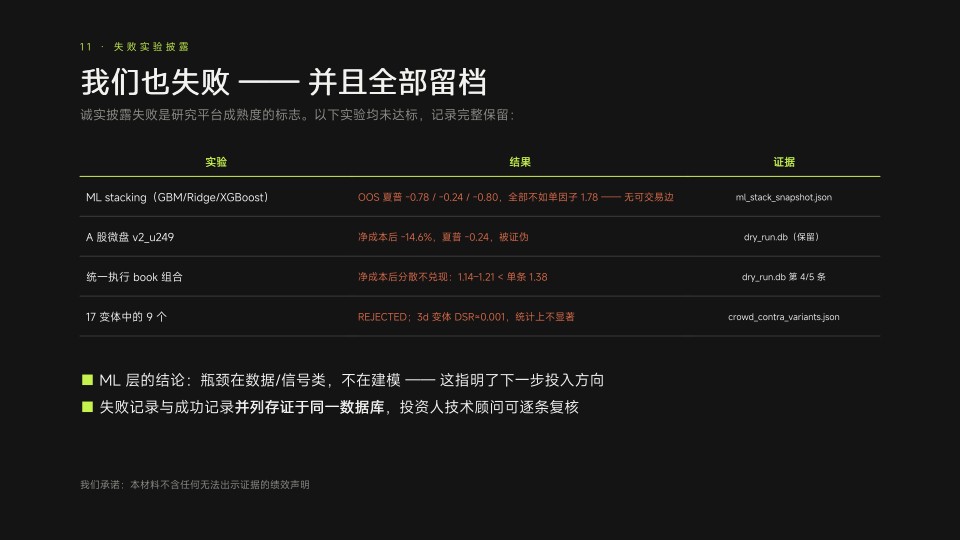 11 · 失败实验披露
我们也失败 —— 并且全部留档
诚实披露失败是研究平台成熟度的标志。以下实验均未达标，记录完整保留：
实验 结果 证据
ML stacking（GBM/Ridge/XGBoost） OOS 夏普 -0.78 / -0.24 / -0.80，全部不如单因子 1.78 —— 无可交易边 ml_stack_snapshot.json
A 股微盘 v2_u249 净成本后 -14.6%，夏普 -0.24，被证伪 dry_run.db（保留）
统一执行 book 组合 净成本后分散不兑现：1.14–1.21 < 单条 1.38 dry_run.db 第 4/5 条
17 变体中的 9 个 REJECTED；3d 变体 DSR≈0.001，统计上不显著 crowd_contra_variants.json
■ ML 层的结论：瓶颈在数据/信号类，不在建模 —— 这指明了下一步投入方向
■ 失败记录与成功记录并列存证于同一数据库，投资人技术顾问可逐条复核
我们承诺：本材料不含任何无法出示证据的绩效声明